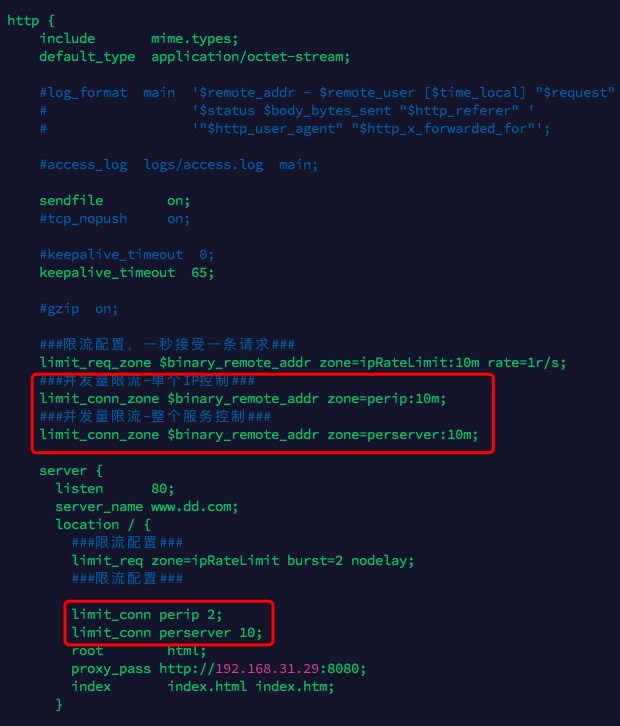 http {
    include       mime.types;
    default_type  application/octet-stream;

    #log_format  main  '$remote_addr - $remote_user [$time_local] "$request"
    #                  '$status $body_bytes_sent "$http_referer" '
    #                  '"$http_user_agent" "$http_x_forwarded_for"';

    #access_log  logs/access.log  main;

    sendfile        on;
    #tcp_nopush     on;

    #keepalive_timeout  0;
    keepalive_timeout  65;

    #gzip  on;

    ###限流配置, 一秒接受一条请求###
    limit_req_zone $binary_remote_addr zone=ipRateLimit:10m rate=1r/s;
    ###并发量限流-单个IP控制###
    limit_conn_zone $binary_remote_addr zone=perip:10m;
    ###并发量限流-整个服务控制###
    limit_conn_zone $binary_remote_addr zone=perserver:10m;

    server {
      listen      80;
      server_name www.dd.com;
      location / {
        ###限流配置###
        limit_req zone=ipRateLimit burst=2 nodelay;
        ###限流配置###

        limit_conn perip 2;
        limit_conn perserver 10;
        root        html;
        proxy_pass http://192.168.31.29:8080;
        index       index.html index.htm;
      }